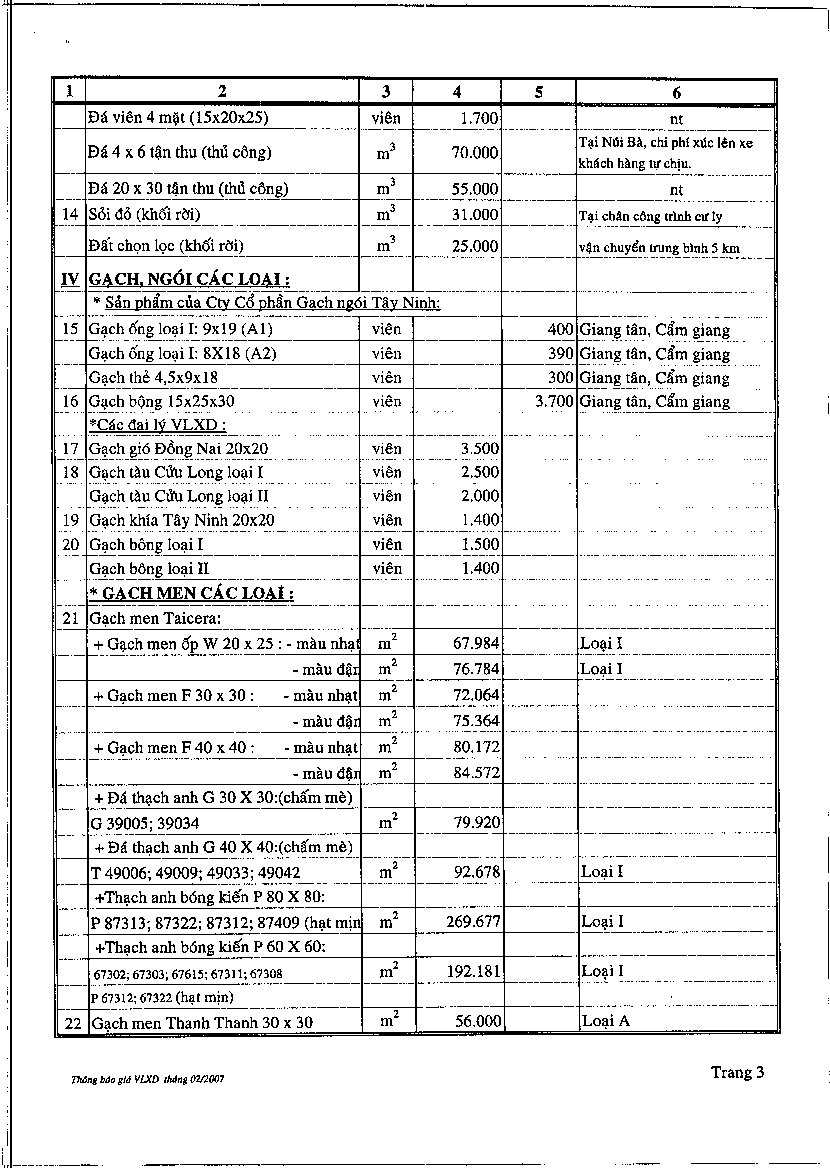 1 2 3 4 5 6
Đá viên 4 mặt (15x20x25) viên 1.700 nt
Đá 4 x 6 tận thu (thủ công) m³ 70.000 Tại Núi Bà, chi phí xúc lên xe khách hàng tự chịu.
Đá 20 x 30 tận thu (thủ công) m³ 55.000 nt
14 Sỏi đỏ (khối rời) m³ 31.000 Tại chân công trình cư ly
Đất chọn lọc (khối rời) m³ 25.000 vận chuyển trung bình 5 km
IV GẠCH, NGÓI CÁC LOẠI :
* Sản phẩm của Cty Cổ phần Gạch ngói Tây Ninh:
15 Gạch ống loại I: 9x19 (A1) viên 400 Giang tân, Cẩm giang
Gạch ống loại I: 8X18 (A2) viên 390 Giang tân, Cẩm giang
Gạch thẻ 4,5x9x18 viên 300 Giang tân, Cẩm giang
16 Gạch bộng 15x25x30 viên 3.700 Giang tân, Cẩm giang
*Các đai lý VLXD :
17 Gạch gió Đồng Nai 20x20 viên 3.500
18 Gạch tàu Cửu Long loại I viên 2.500
Gạch tàu Cửu Long loại II viên 2.000
19 Gạch khía Tây Ninh 20x20 viên 1.400
20 Gạch bông loại I viên 1.500
Gạch bông loại II viên 1.400
* GẠCH MEN CÁC LOẠI :
21 Gạch men Taicera:
+ Gạch men ốp W 20 x 25 : - màu nhạt m² 67.984 Loại I
- màu đận m² 76.784 Loại I
+ Gạch men F 30 x 30 : - màu nhạt m² 72.064
- màu đận m² 75.364
+ Gạch men F 40 x 40 : - màu nhạt m² 80.172
- màu đận m² 84.572
+ Đá thạch anh G 30 X 30:(chấm mè)
G 39005; 39034 m² 79.920
+ Đá thạch anh G 40 X 40:(chấm mè)
T 49006; 49009; 49033; 49042 m² 92.678 Loại I
+Thạch anh bóng kiến P 80 X 80:
P 87313; 87322; 87312; 87409 (hạt mịn m² 269.677 Loại I
+Thạch anh bóng kiến P 60 X 60:
67302; 67303; 67615; 67311; 67308 m² 192.181 Loại I
P 67312; 67322 (hạt mịn)
22 Gạch men Thanh Thanh 30 x 30 m² 56.000 Loại A
Thông báo giá VLXD tháng 02/2007
Trang 3